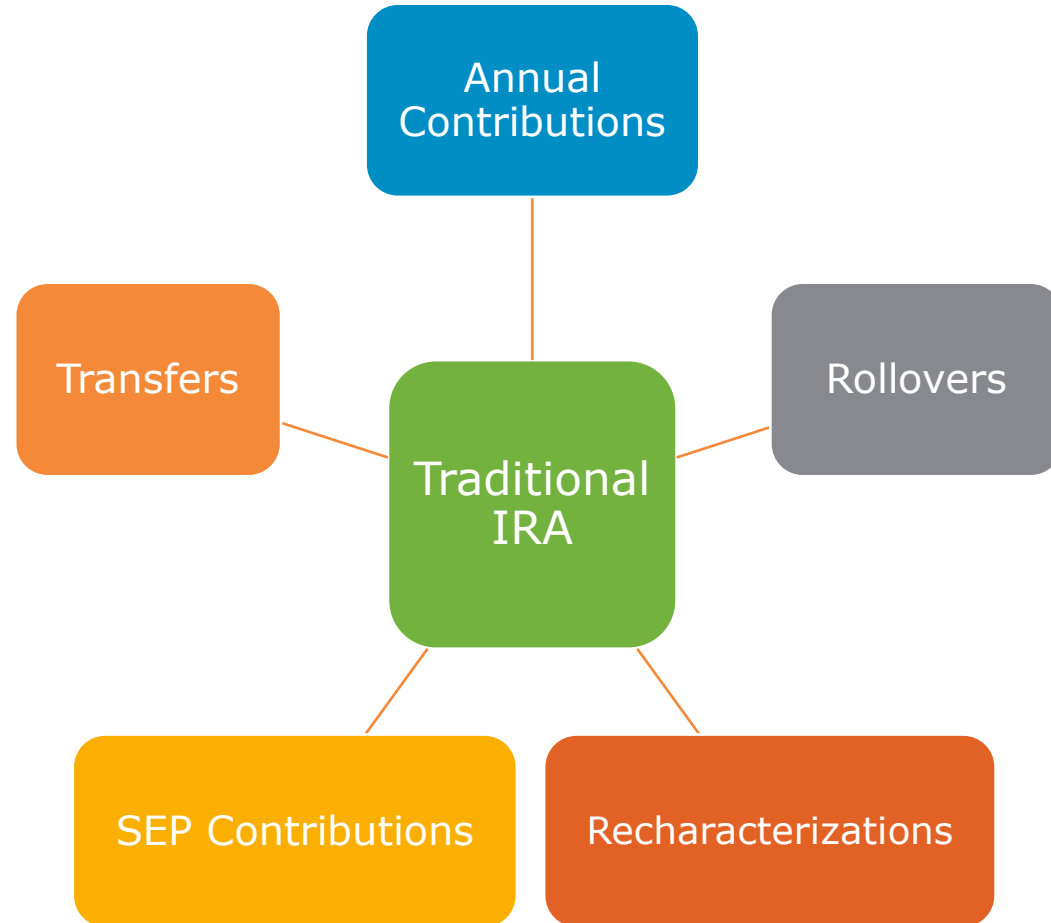 Annual
Contributions
Transfers
Rollovers
Traditional
IRA
SEP Contributions
Recharacterizations